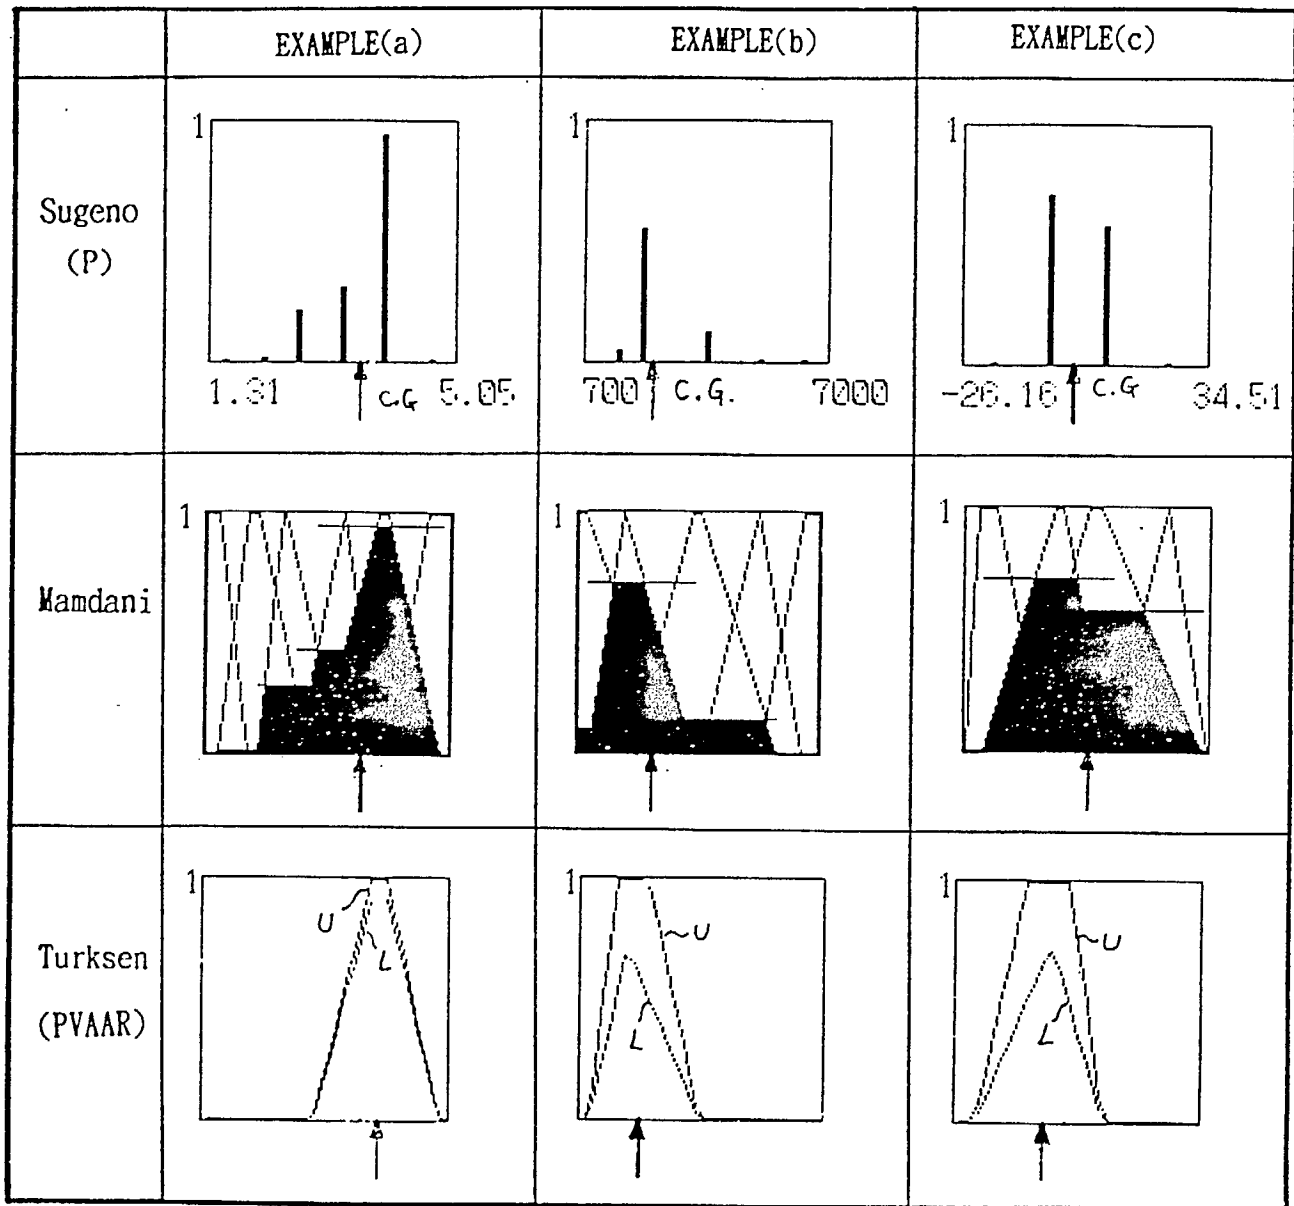 EXAMPLE(a) EXAMPLE(b) EXAMPLE(c)
Sugeno
(P)
1 1 1
1.31 C.G 5.05 700 C.G. 7000 -26.16 C.G 34.51
Mamdani
1 1 1
Turksen
(PVAAR)
1 U L 1 U L 1 U L